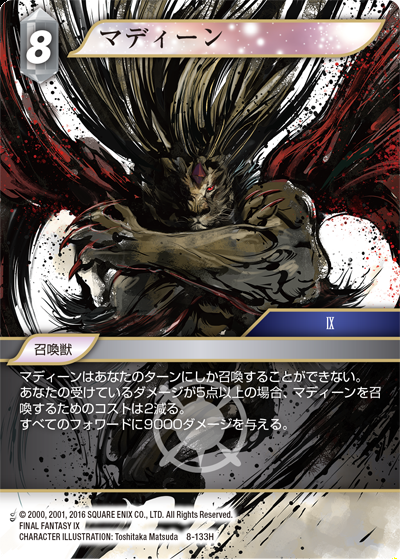 8
マディーン
IX
召喚獣
マディーンはあなたのターンにしか召喚することができない。
あなたの受けているダメージが5点以上の場合、マディーンを召
喚するためのコストは2減る。
すべてのフォワードに9000ダメージを与える。
© 2000, 2001, 2016 SQUARE ENIX CO., LTD. All Rights Reserved.
FINAL FANTASY IX
CHARACTER ILLUSTRATION: Toshitaka Matsuda 8-133H